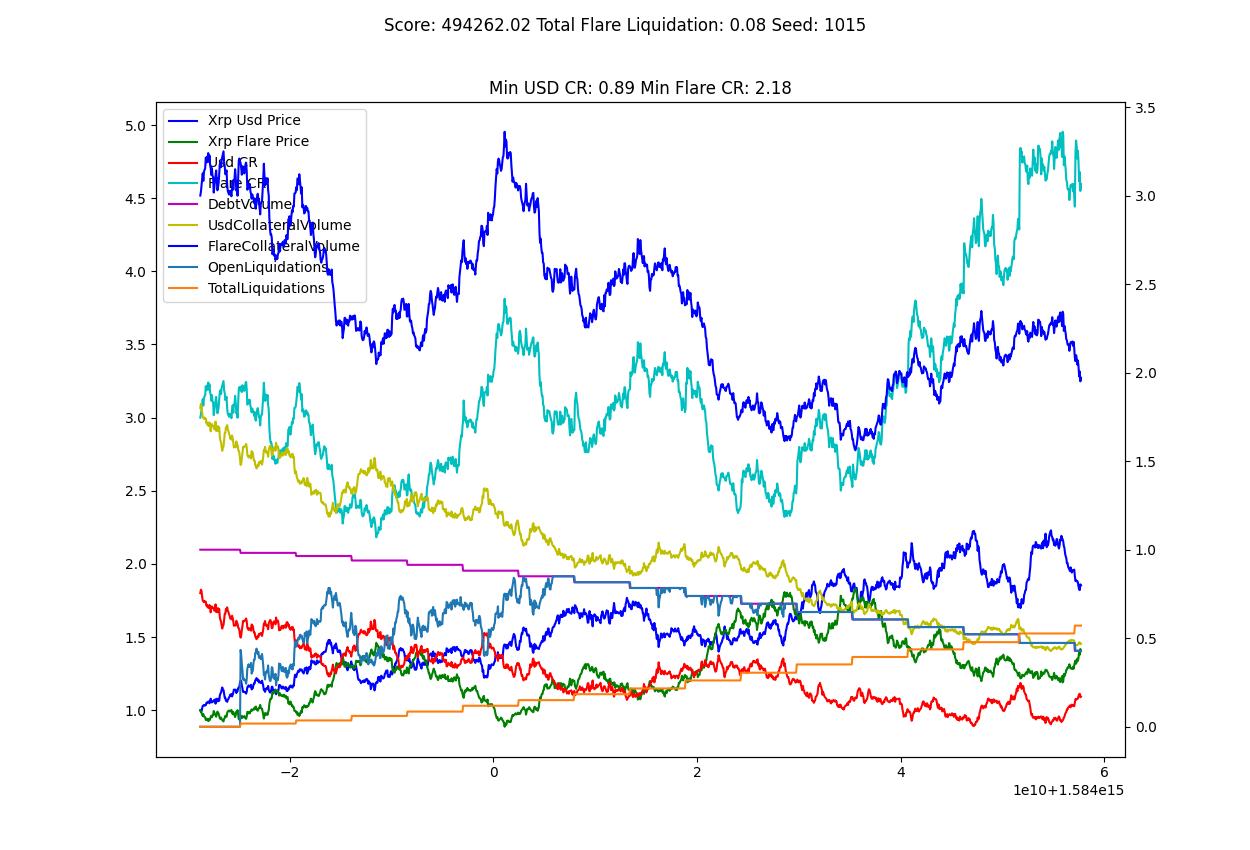 Score: 494262.02 Total Flare Liquidation: 0.08 Seed: 1015
Min USD CR: 0.89 Min Flare CR: 2.18
Xrp Usd Price
Xrp Flare Price
Usd CR
Flare CR
DebtVolume
UsdCollateralVolume
FlareCollateralVolume
OpenLiquidations
TotalLiquidations
5.0
4.5
4.0
3.5
3.0
2.5
2.0
1.5
1.0
3.5
3.0
2.5
2.0
1.5
1.0
0.5
0.0
−2
0
2
4
6
1e10+1.584e15